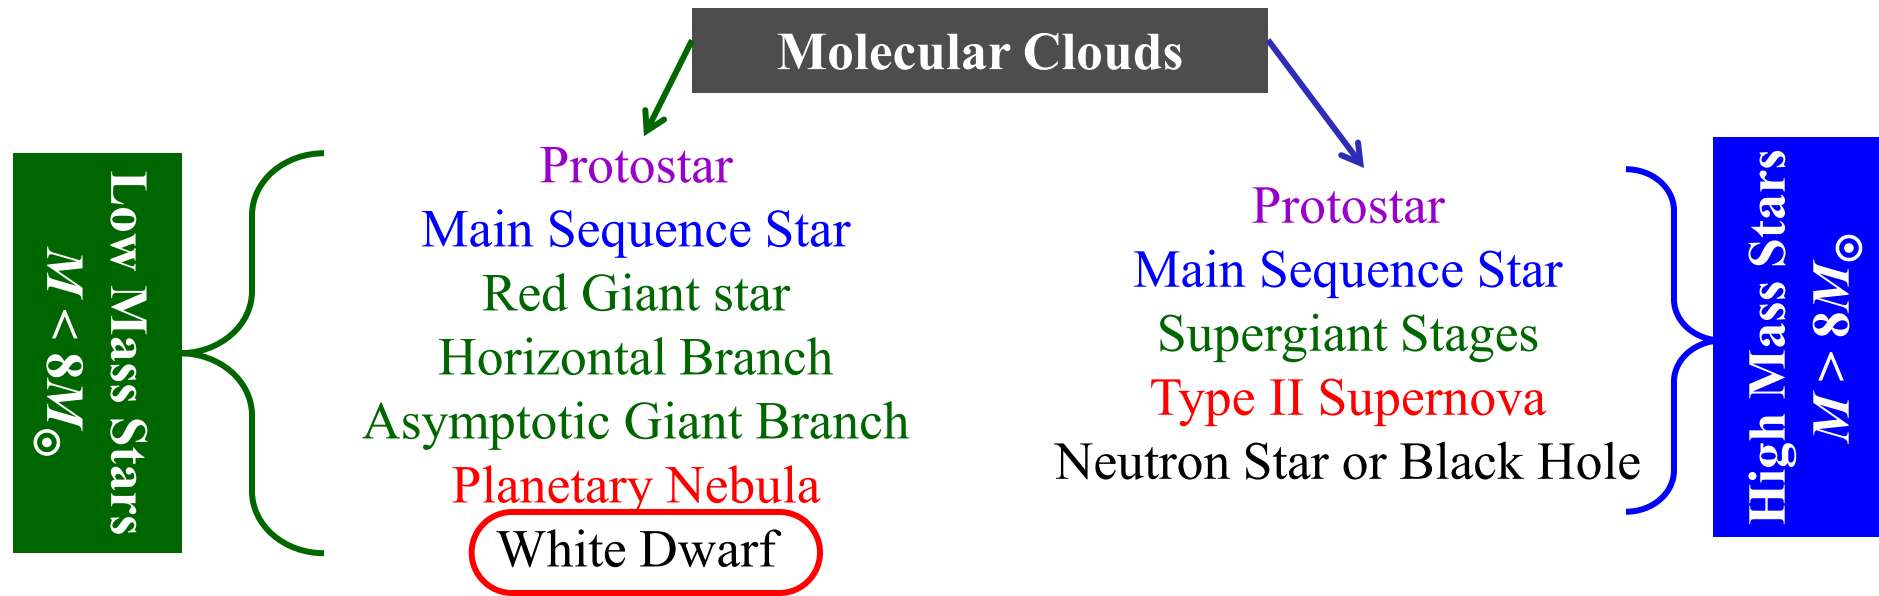 Molecular Clouds
Low Mass Stars
M < 8M☉
Protostar
Main Sequence Star
Red Giant star
Horizontal Branch
Asymptotic Giant Branch
Planetary Nebula
White Dwarf
Protostar
Main Sequence Star
Supergiant Stages
Type II Supernova
Neutron Star or Black Hole
High Mass Stars
M > 8M☉